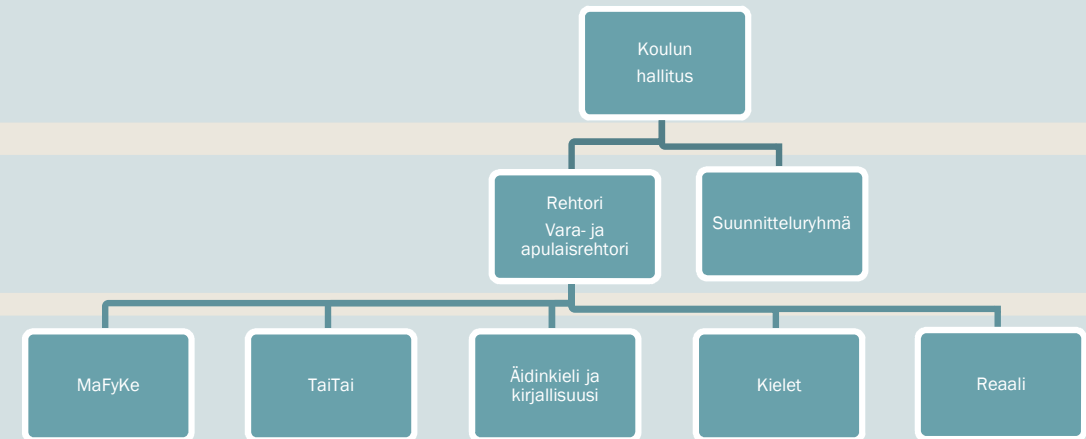 Koulun
hallitus
Rehtori
Vara- ja
apulaisrehtori
Suunnitteluryhmä
MaFyKe
TaiTai
Äidinkieli ja
kirjallisuusi
Kielet
Reaali